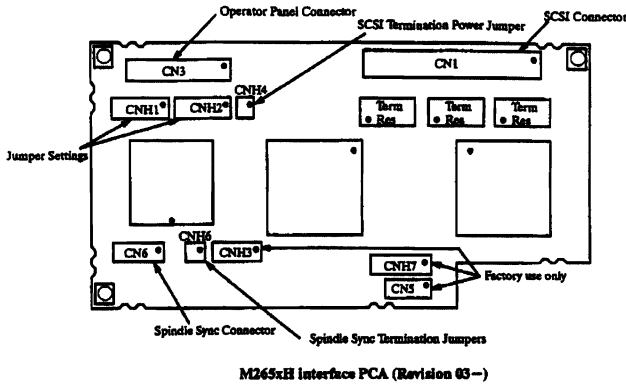 Operator Panel Connector
SCSI Termination Power Jumper
SCSI Connector
CN3
CN1
CNH4
CNH1
CNH2
Term Res
Term Res
Term Res
Jumper Settings
CNH6
CN6
CNH3
CNH7
Factory use only
CN5
Spindle Sync Connector
Spindle Sync Termination Jumpers
M265xH interface PCA (Revision 03—)